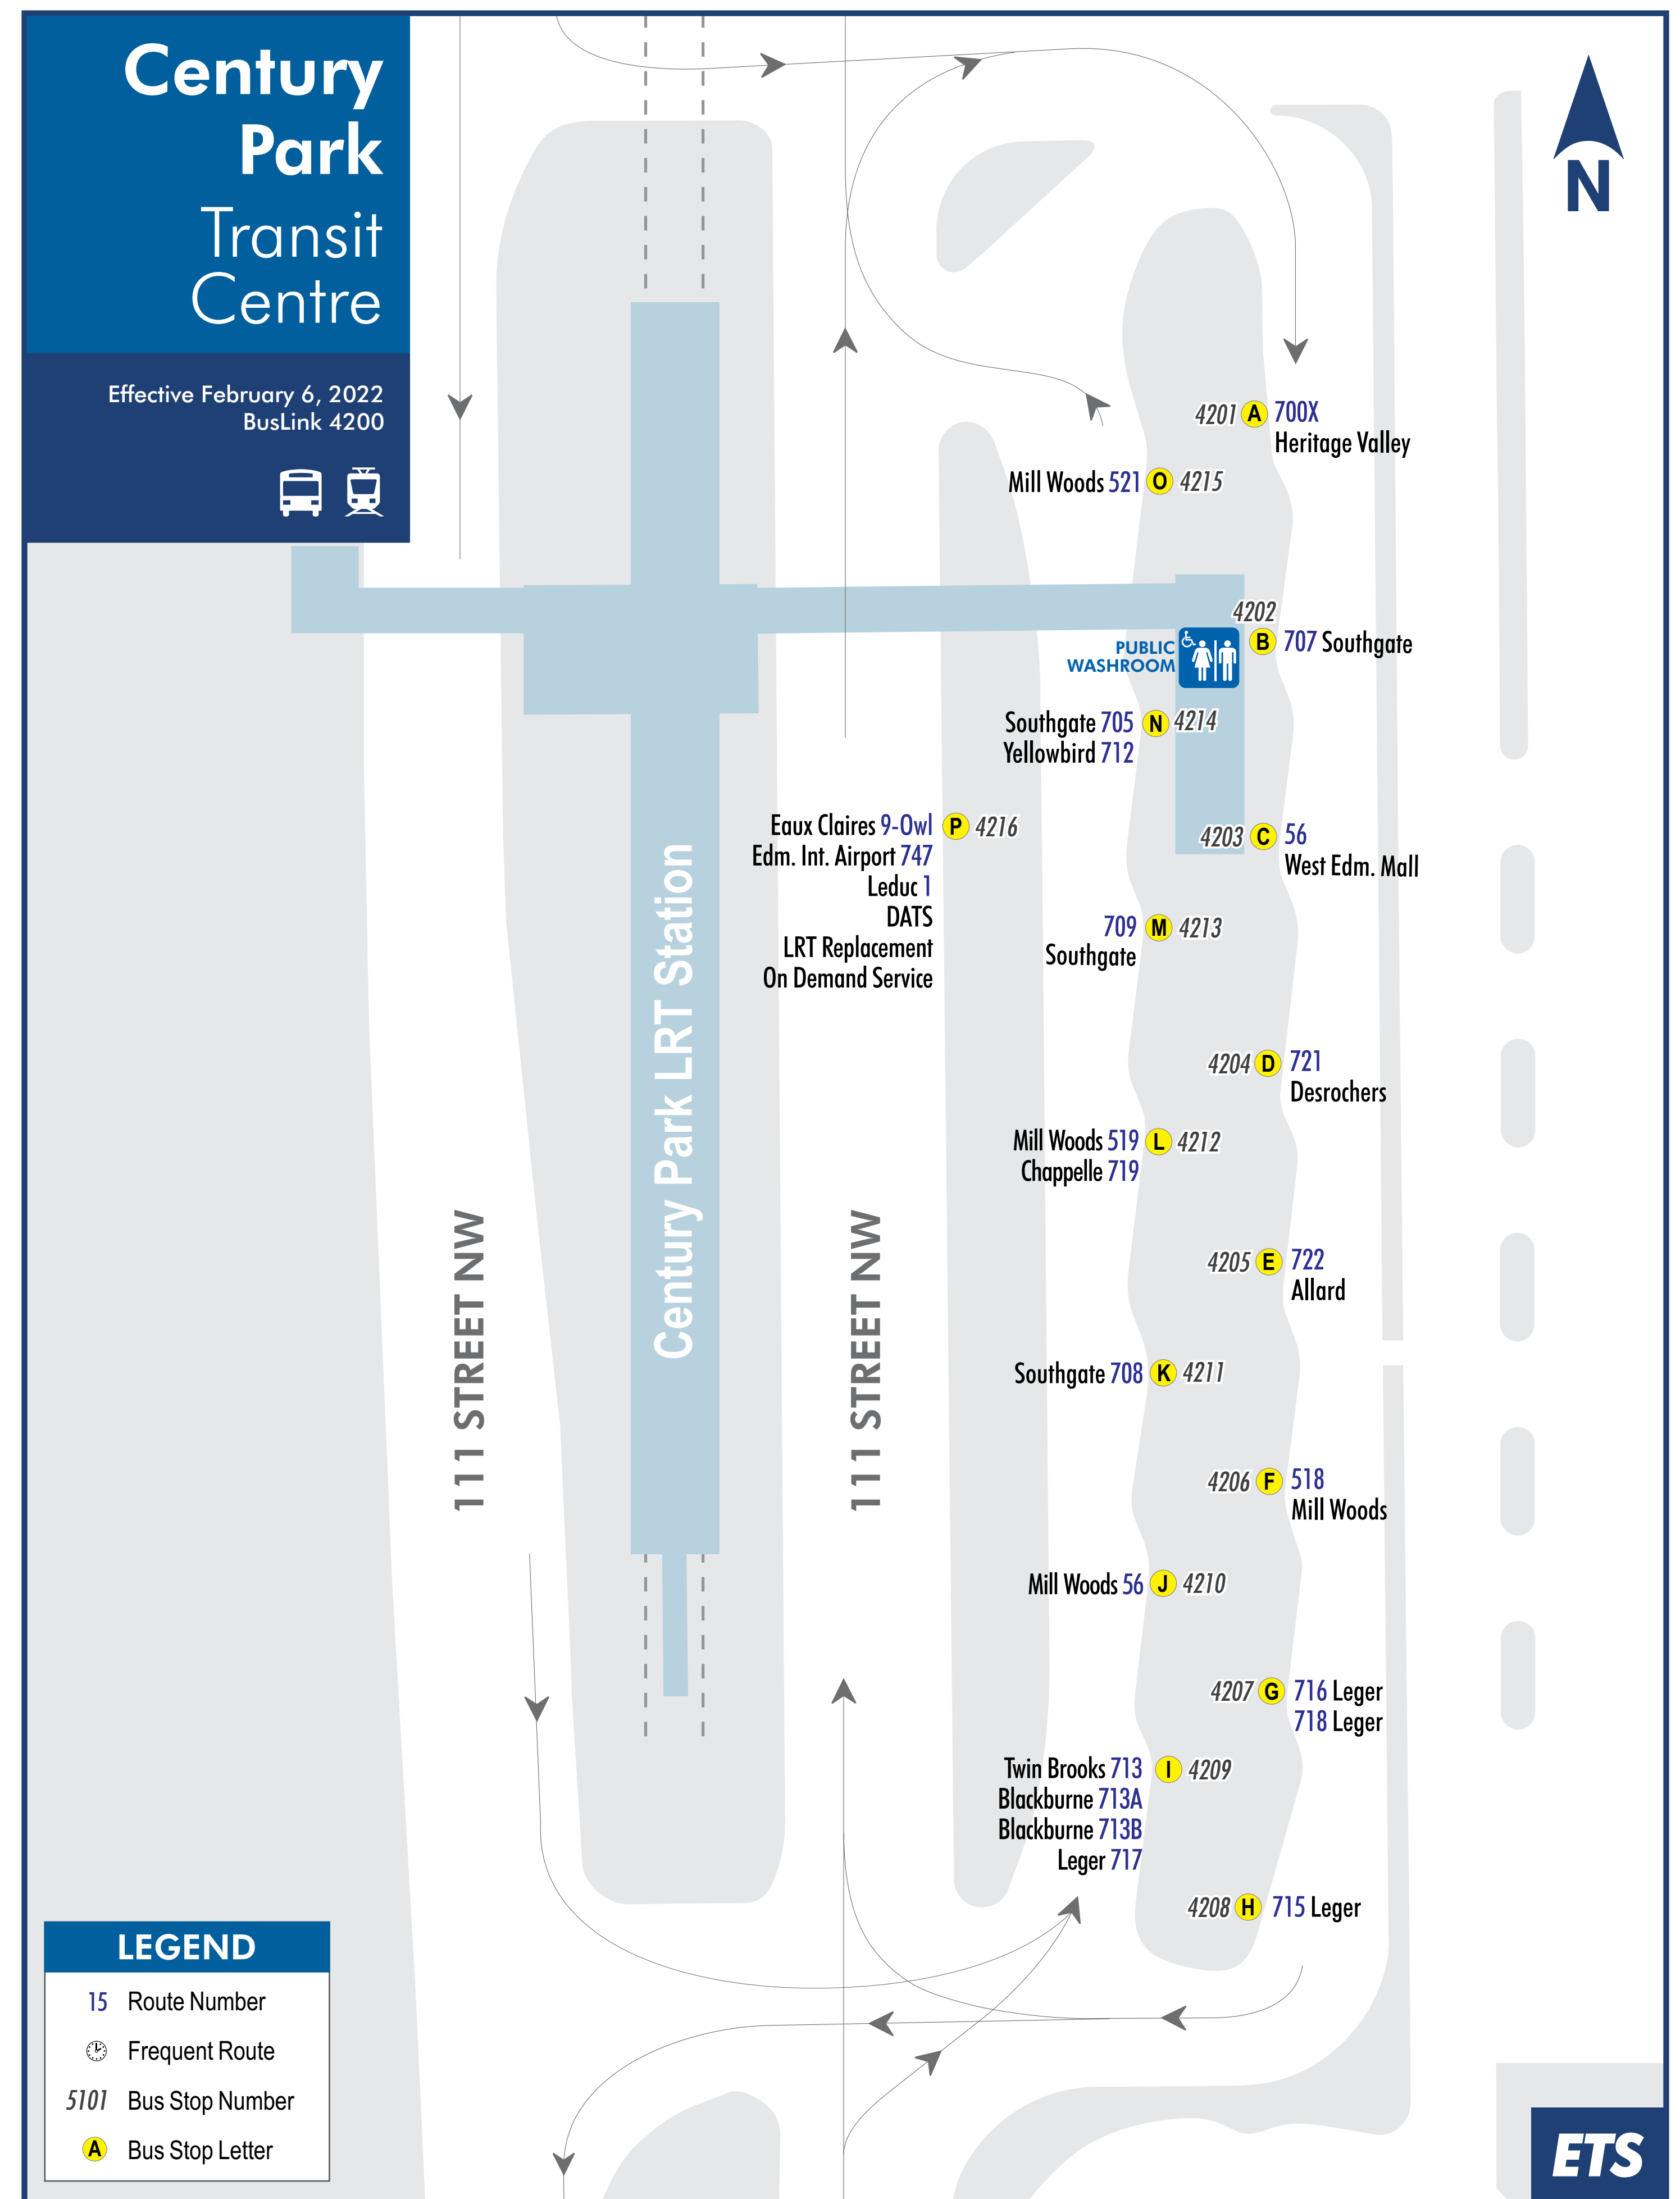 Century
Park
Transit
Centre
Effective February 6, 2022
BusLink 4200
N
4201 A 700X
Heritage Valley
Mill Woods 521 O 4215
4202
B 707 Southgate
PUBLIC
WASHROOM
Southgate 705 N 4214
Yellowbird 712
Eaux Claires 9-Owl P 4216
Edm. Int. Airport 747
Leduc 1
DATS
LRT Replacement
On Demand Service
4203 C 56
West Edm. Mall
709 M 4213
Southgate
4204 D 721
Desrochers
Mill Woods 519 L 4212
Chappelle 719
4205 E 722
Allard
Southgate 708 K 4211
4206 F 518
Mill Woods
Mill Woods 56 J 4210
4207 G 716 Leger
718 Leger
Twin Brooks 713 I 4209
Blackburne 713A
Blackburne 713B
Leger 717
4208 H 715 Leger
Century Park LRT Station
111 STREET NW
111 STREET NW
LEGEND
15 Route Number
Frequent Route
5101 Bus Stop Number
A Bus Stop Letter
ETS